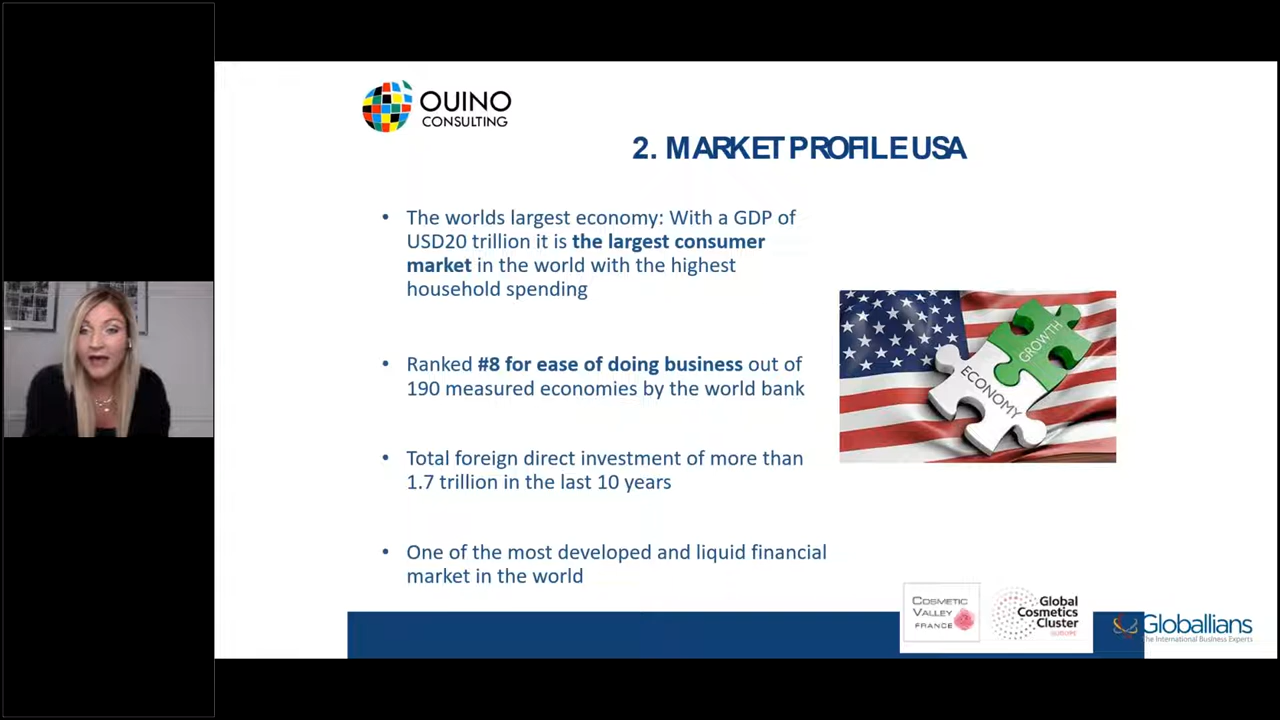 OUINO
CONSULTING
2. MARKET PROFILE USA
• The worlds largest economy: With a GDP of
USD20 trillion it is the largest consumer
market in the world with the highest
household spending
• Ranked #8 for ease of doing business out of
190 measured economies by the world bank
• Total foreign direct investment of more than
1.7 trillion in the last 10 years
• One of the most developed and liquid financial
market in the world
GROWTH
ECONOMY
COSMETIC
VALLEY
FRANCE
Global
Cosmetics
Cluster
EUROPE
Globallians
The International Business Experts